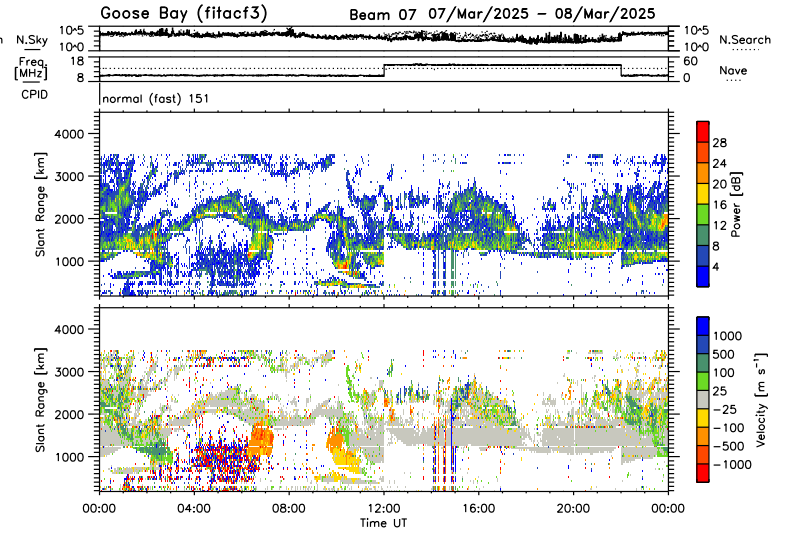 Goose Bay (fitacf3) Beam 07 07/Mar/2025 - 08/Mar/2025
N.Sky 10^5 10^0 10^5 10^0 N.Search
Freq. [MHz] 18 8 60 0 Nave
CPID normal (fast) 151
Slant Range [km] 4000 3000 2000 1000
28 24 20 16 12 8 4 Power [dB]
Slant Range [km] 4000 3000 2000 1000
1000 500 100 25 -25 -100 -500 -1000 Velocity [m s^-1]
00:00 04:00 08:00 12:00 16:00 20:00 00:00
Time UT